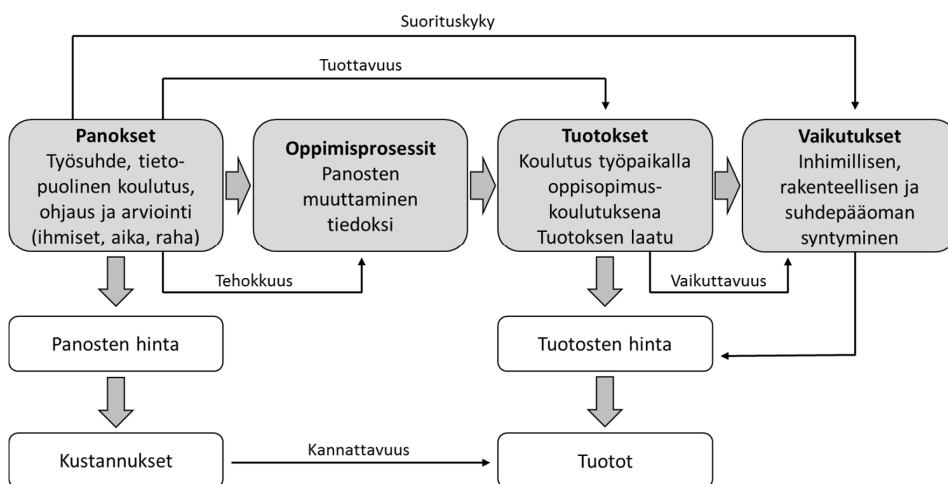 Suorituskyky
Tuottavuus
Panokset
Työsuhde, tieto-
puolinen koulutus,
ohjaus ja arviointi
(ihmiset, aika, raha)
Oppimisprosessit
Panosten
muuttaminen
tiedoksi
Tuotokset
Koulutus työpaikalla
oppisopimus-
koulutuksena
Tuotoksen laatu
Vaikutukset
Inhimillisen,
rakenteellisen ja
suhdepääoman
syntyminen
Tehokkuus
Vaikuttavuus
Panosten hinta
Tuotosten hinta
Kustannukset
Kannattavuus
Tuotot